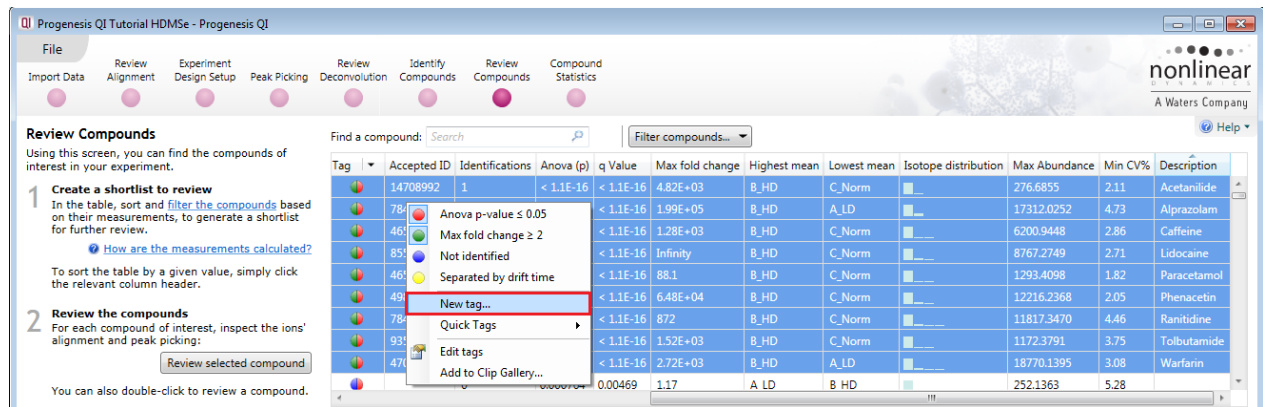 Progenesis QI Tutorial HDMSe - Progenesis QI
File
Import Data
Review Alignment
Experiment Design Setup
Peak Picking
Review Deconvolution
Identify Compounds
Review Compounds
Compound Statistics
nonlinear
DYNAMICS
A Waters Company
Help
Review Compounds
Using this screen, you can find the compounds of
interest in your experiment.
1 Create a shortlist to review
In the table, sort and filter the compounds based
on their measurements, to generate a shortlist
for further review.
How are the measurements calculated?
To sort the table by a given value, simply click
the relevant column header.
2 Review the compounds
For each compound of interest, inspect the ions'
alignment and peak picking:
Review selected compound
You can also double-click to review a compound.
Find a compound: Search
Filter compounds...
Tag Accepted ID Identifications Anova (p) q Value Max fold change Highest mean Lowest mean Isotope distribution Max Abundance Min CV% Description
14708992 1 < 1.1E-16 < 1.1E-16 4.82E+03 B_HD C_Norm 276.6855 2.11 Acetanilide
784 < 1.1E-16 1.99E+05 B_HD A_LD 17312.0252 4.73 Alprazolam
465 < 1.1E-16 1.28E+03 B_HD C_Norm 6200.9448 2.86 Caffeine
855 < 1.1E-16 Infinity B_HD C_Norm 8767.2749 2.71 Lidocaine
465 < 1.1E-16 88.1 B_HD C_Norm 1293.4098 1.82 Paracetamol
498 < 1.1E-16 6.48E+04 B_HD C_Norm 12216.2368 2.05 Phenacetin
784 < 1.1E-16 872 B_HD C_Norm 11817.3470 4.46 Ranitidine
935 < 1.1E-16 1.52E+03 B_HD C_Norm 1172.3791 3.75 Tolbutamide
470 < 1.1E-16 2.72E+03 B_HD A_LD 18770.1395 3.08 Warfarin
0.00469 1.17 A_LD B_HD 252.1363 5.28
Anova p-value ≤ 0.05
Max fold change ≥ 2
Not identified
Separated by drift time
New tag...
Quick Tags
Edit tags
Add to Clip Gallery...